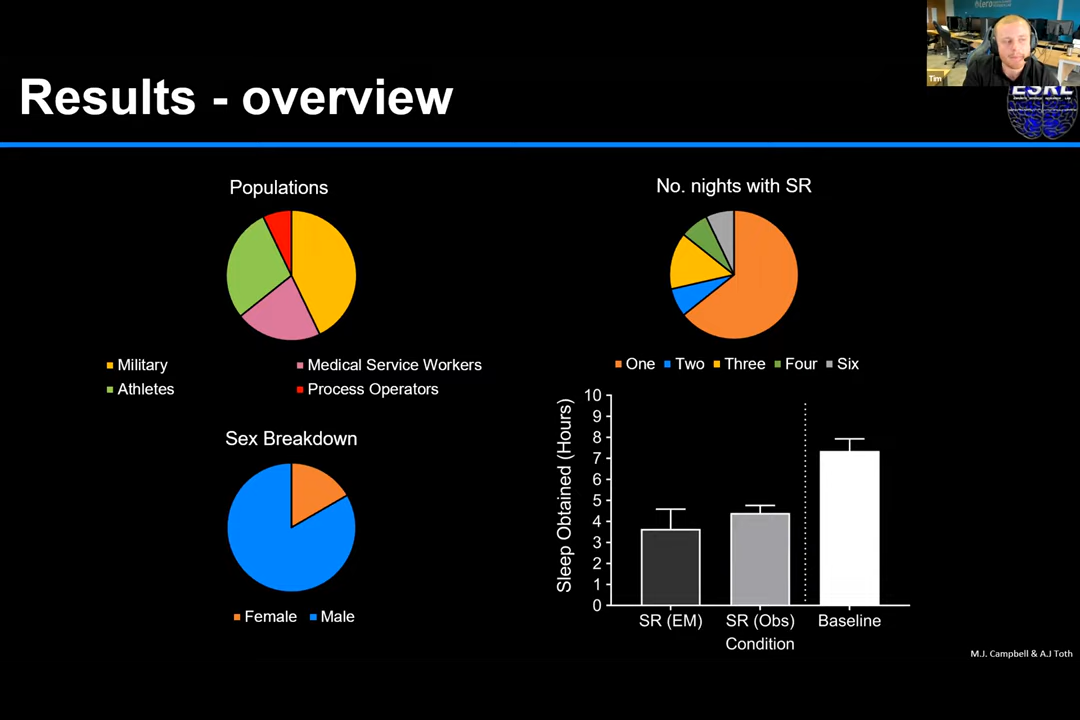 Lero
Tim
ESRL
Results - overview
Populations
Military
Medical Service Workers
Athletes
Process Operators
No. nights with SR
One Two Three Four Six
Sex Breakdown
Female Male
Sleep Obtained (Hours)
10
9
8
7
6
5
4
3
2
1
0
SR (EM) SR (Obs) Baseline
Condition
M.J. Campbell & A.J Toth